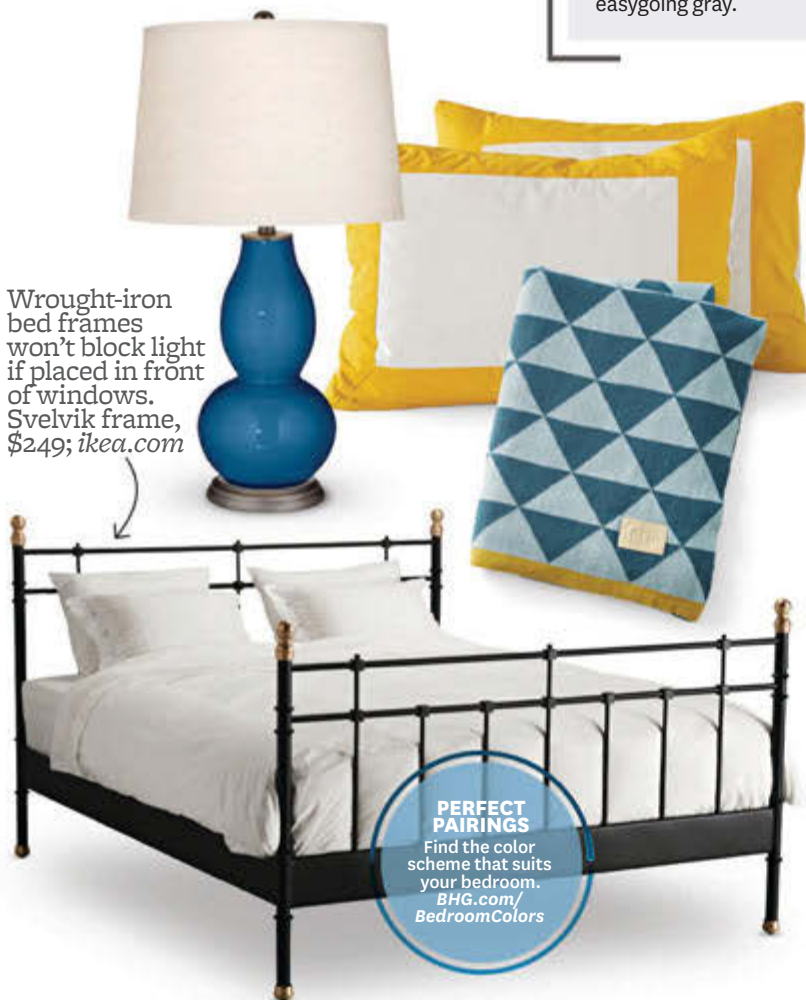 easygoing gray.
Wrought-iron
bed frames
won't block light
if placed in front
of windows.
Svelvik frame,
$249; ikea.com
PERFECT
PAIRINGS
Find the color
scheme that suits
your bedroom.
BHG.com/
BedroomColors